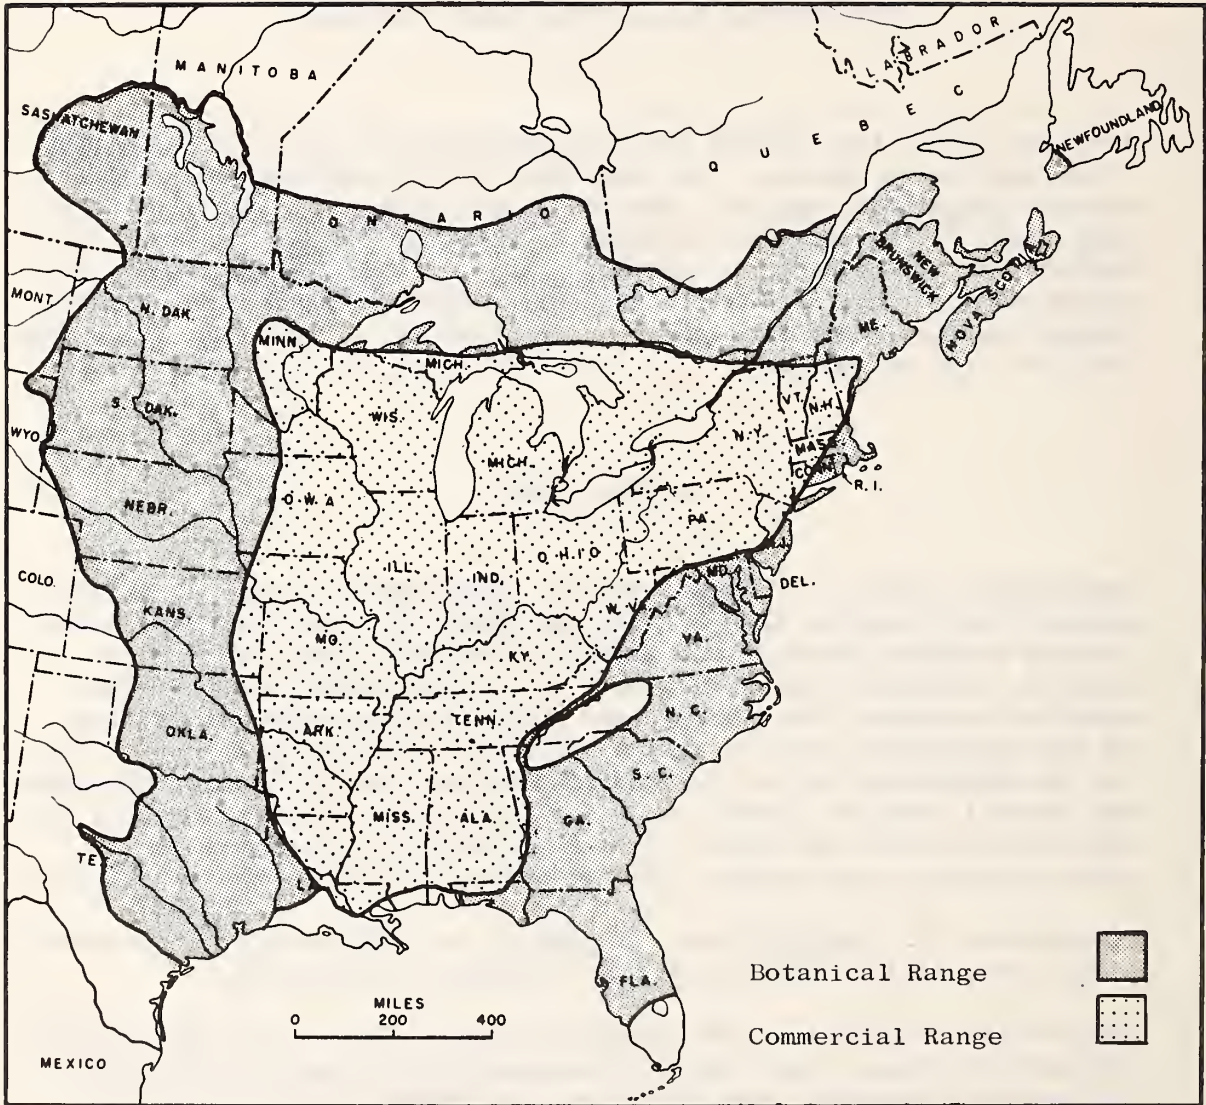 MANITOBA
LABRADOR
SASKATCHEWAN
QUEBEC
NEWFOUNDLAND
ONTARIO
NEW
BRUNSWICK
NOVA SCOTIA
MONT.
N. DAK.
MINN.
ME.
MICH.
S. DAK.
WIS.
VT.
N.H.
WYO.
N.Y.
MASS.
MICH.
CONN.
R.I.
NEBR.
IOWA
PA.
OHIO
N.J.
COLO.
ILL.
IND.
MD.
DEL.
KANS.
W. VA.
MO.
VA.
KY.
OKLA.
ARK.
TENN.
N. C.
S. C.
MISS.
ALA.
GA.
TE
LA
FLA.
Botanical Range
MILES
0 200 400
Commercial Range
MEXICO